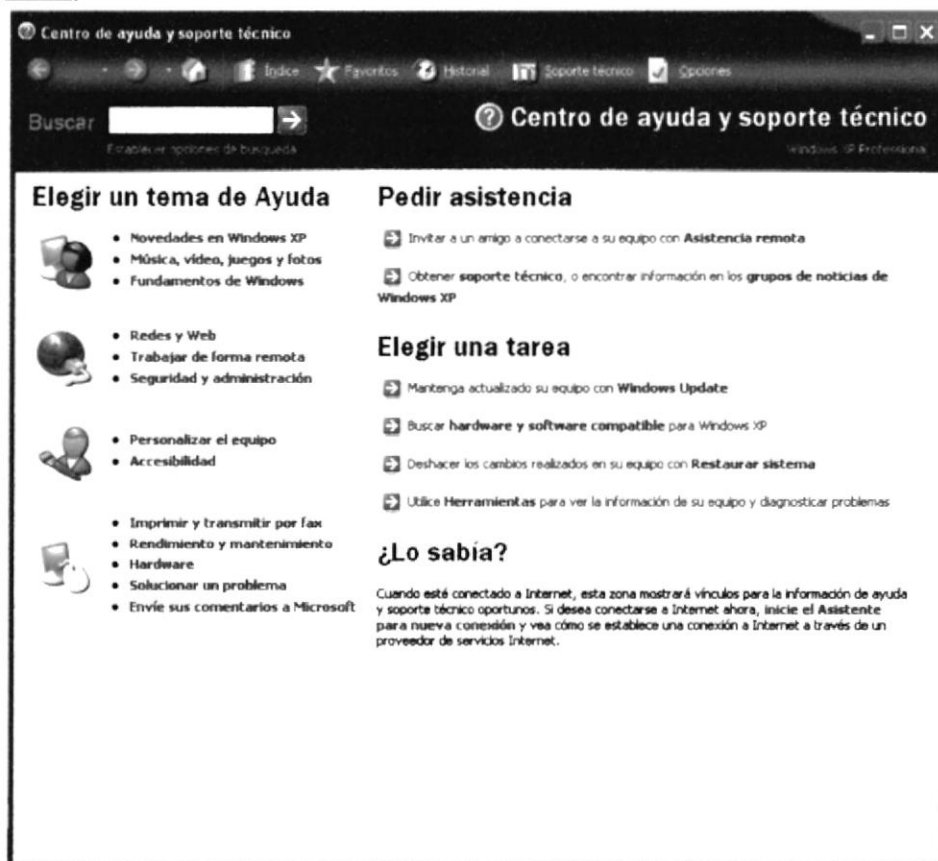 Centro de ayuda y soporte técnico
Índice Favoritos Historial Soporte técnico Opciones
Buscar
Centro de ayuda y soporte técnico
Establecer opciones de búsqueda
Windows XP Professional
Elegir un tema de Ayuda
Novedades en Windows XP
Música, vídeo, juegos y fotos
Fundamentos de Windows
Redes y Web
Trabajar de forma remota
Seguridad y administración
Personalizar el equipo
Accesibilidad
Imprimir y transmitir por fax
Rendimiento y mantenimiento
Hardware
Solucionar un problema
Envíe sus comentarios a Microsoft
Pedir asistencia
Invitar a un amigo a conectarse a su equipo con Asistencia remota
Obtener soporte técnico, o encontrar información en los grupos de noticias de
Windows XP
Elegir una tarea
Mantenga actualizado su equipo con Windows Update
Buscar hardware y software compatible para Windows XP
Deshacer los cambios realizados en su equipo con Restaurar sistema
Utilice Herramientas para ver la información de su equipo y diagnosticar problemas
¿Lo sabía?
Cuando esté conectado a Internet, esta zona mostrará vínculos para la información de ayuda
y soporte técnico oportunos. Si desea conectarse a Internet ahora, inicie el Asistente
para nueva conexión y vea cómo se establece una conexión a Internet a través de un
proveedor de servicios Internet.